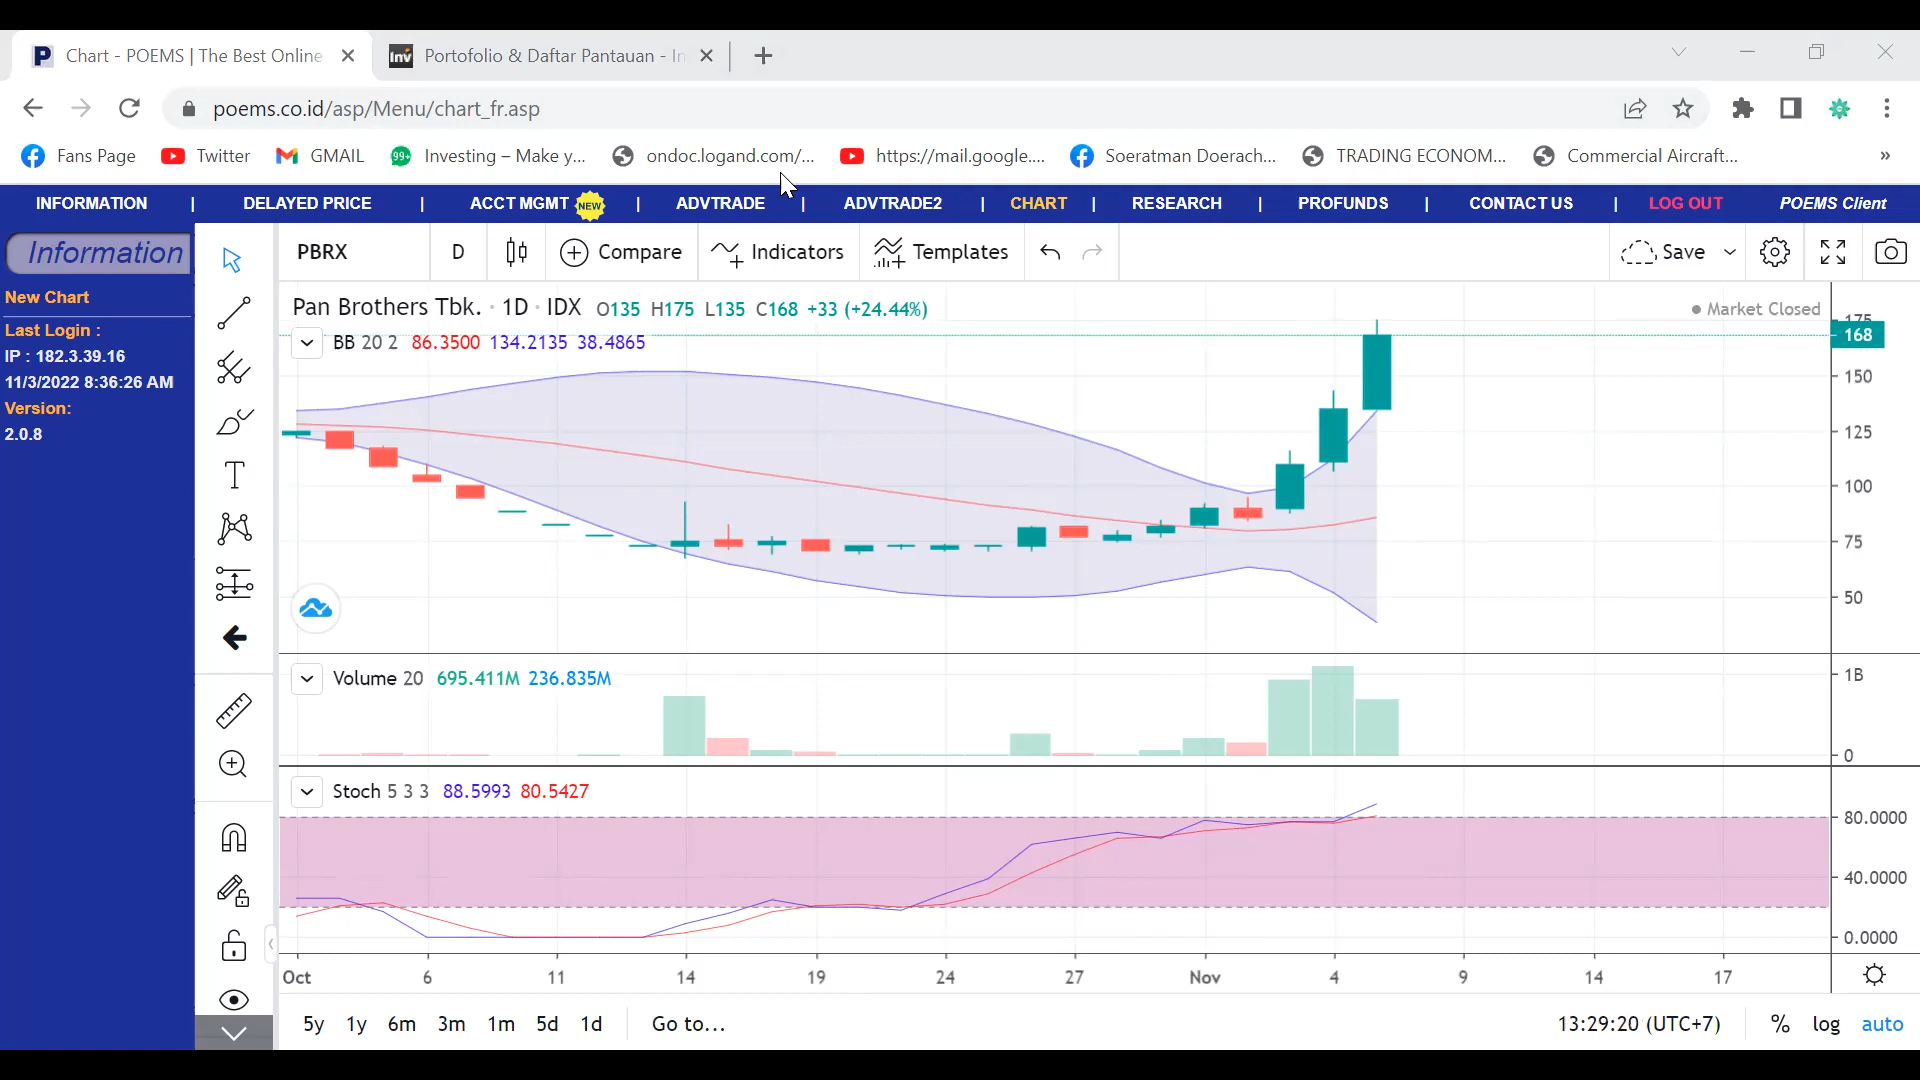 Chart - POEMS | The Best Online
Portofolio & Daftar Pantauan - In
poems.co.id/asp/Menu/chart_fr.asp
Fans Page Twitter GMAIL 99+ Investing – Make y... ondoc.logand.com/... https://mail.google.... Soeratman Doerach... TRADING ECONOM... Commercial Aircraft... »
INFORMATION | DELAYED PRICE | ACCT MGMT NEW | ADVTRADE | ADVTRADE2 | CHART | RESEARCH | PROFUNDS | CONTACT US | LOG OUT POEMS Client
Information
New Chart
Last Login :
IP : 182.3.39.16
11/3/2022 8:36:26 AM
Version:
2.0.8
PBRX D Compare Indicators Templates Save
Pan Brothers Tbk. · 1D · IDX O135 H175 L135 C168 +33 (+24.44%)
Market Closed
BB 20 2 86.3500 134.2135 38.4865
175
168
150
125
100
75
50
Volume 20 695.411M 236.835M
1B
0
Stoch 5 3 3 88.5993 80.5427
80.0000
40.0000
0.0000
Oct 6 11 14 19 24 27 Nov 4 9 14 17
5y 1y 6m 3m 1m 5d 1d Go to... 13:29:20 (UTC+7) % log auto